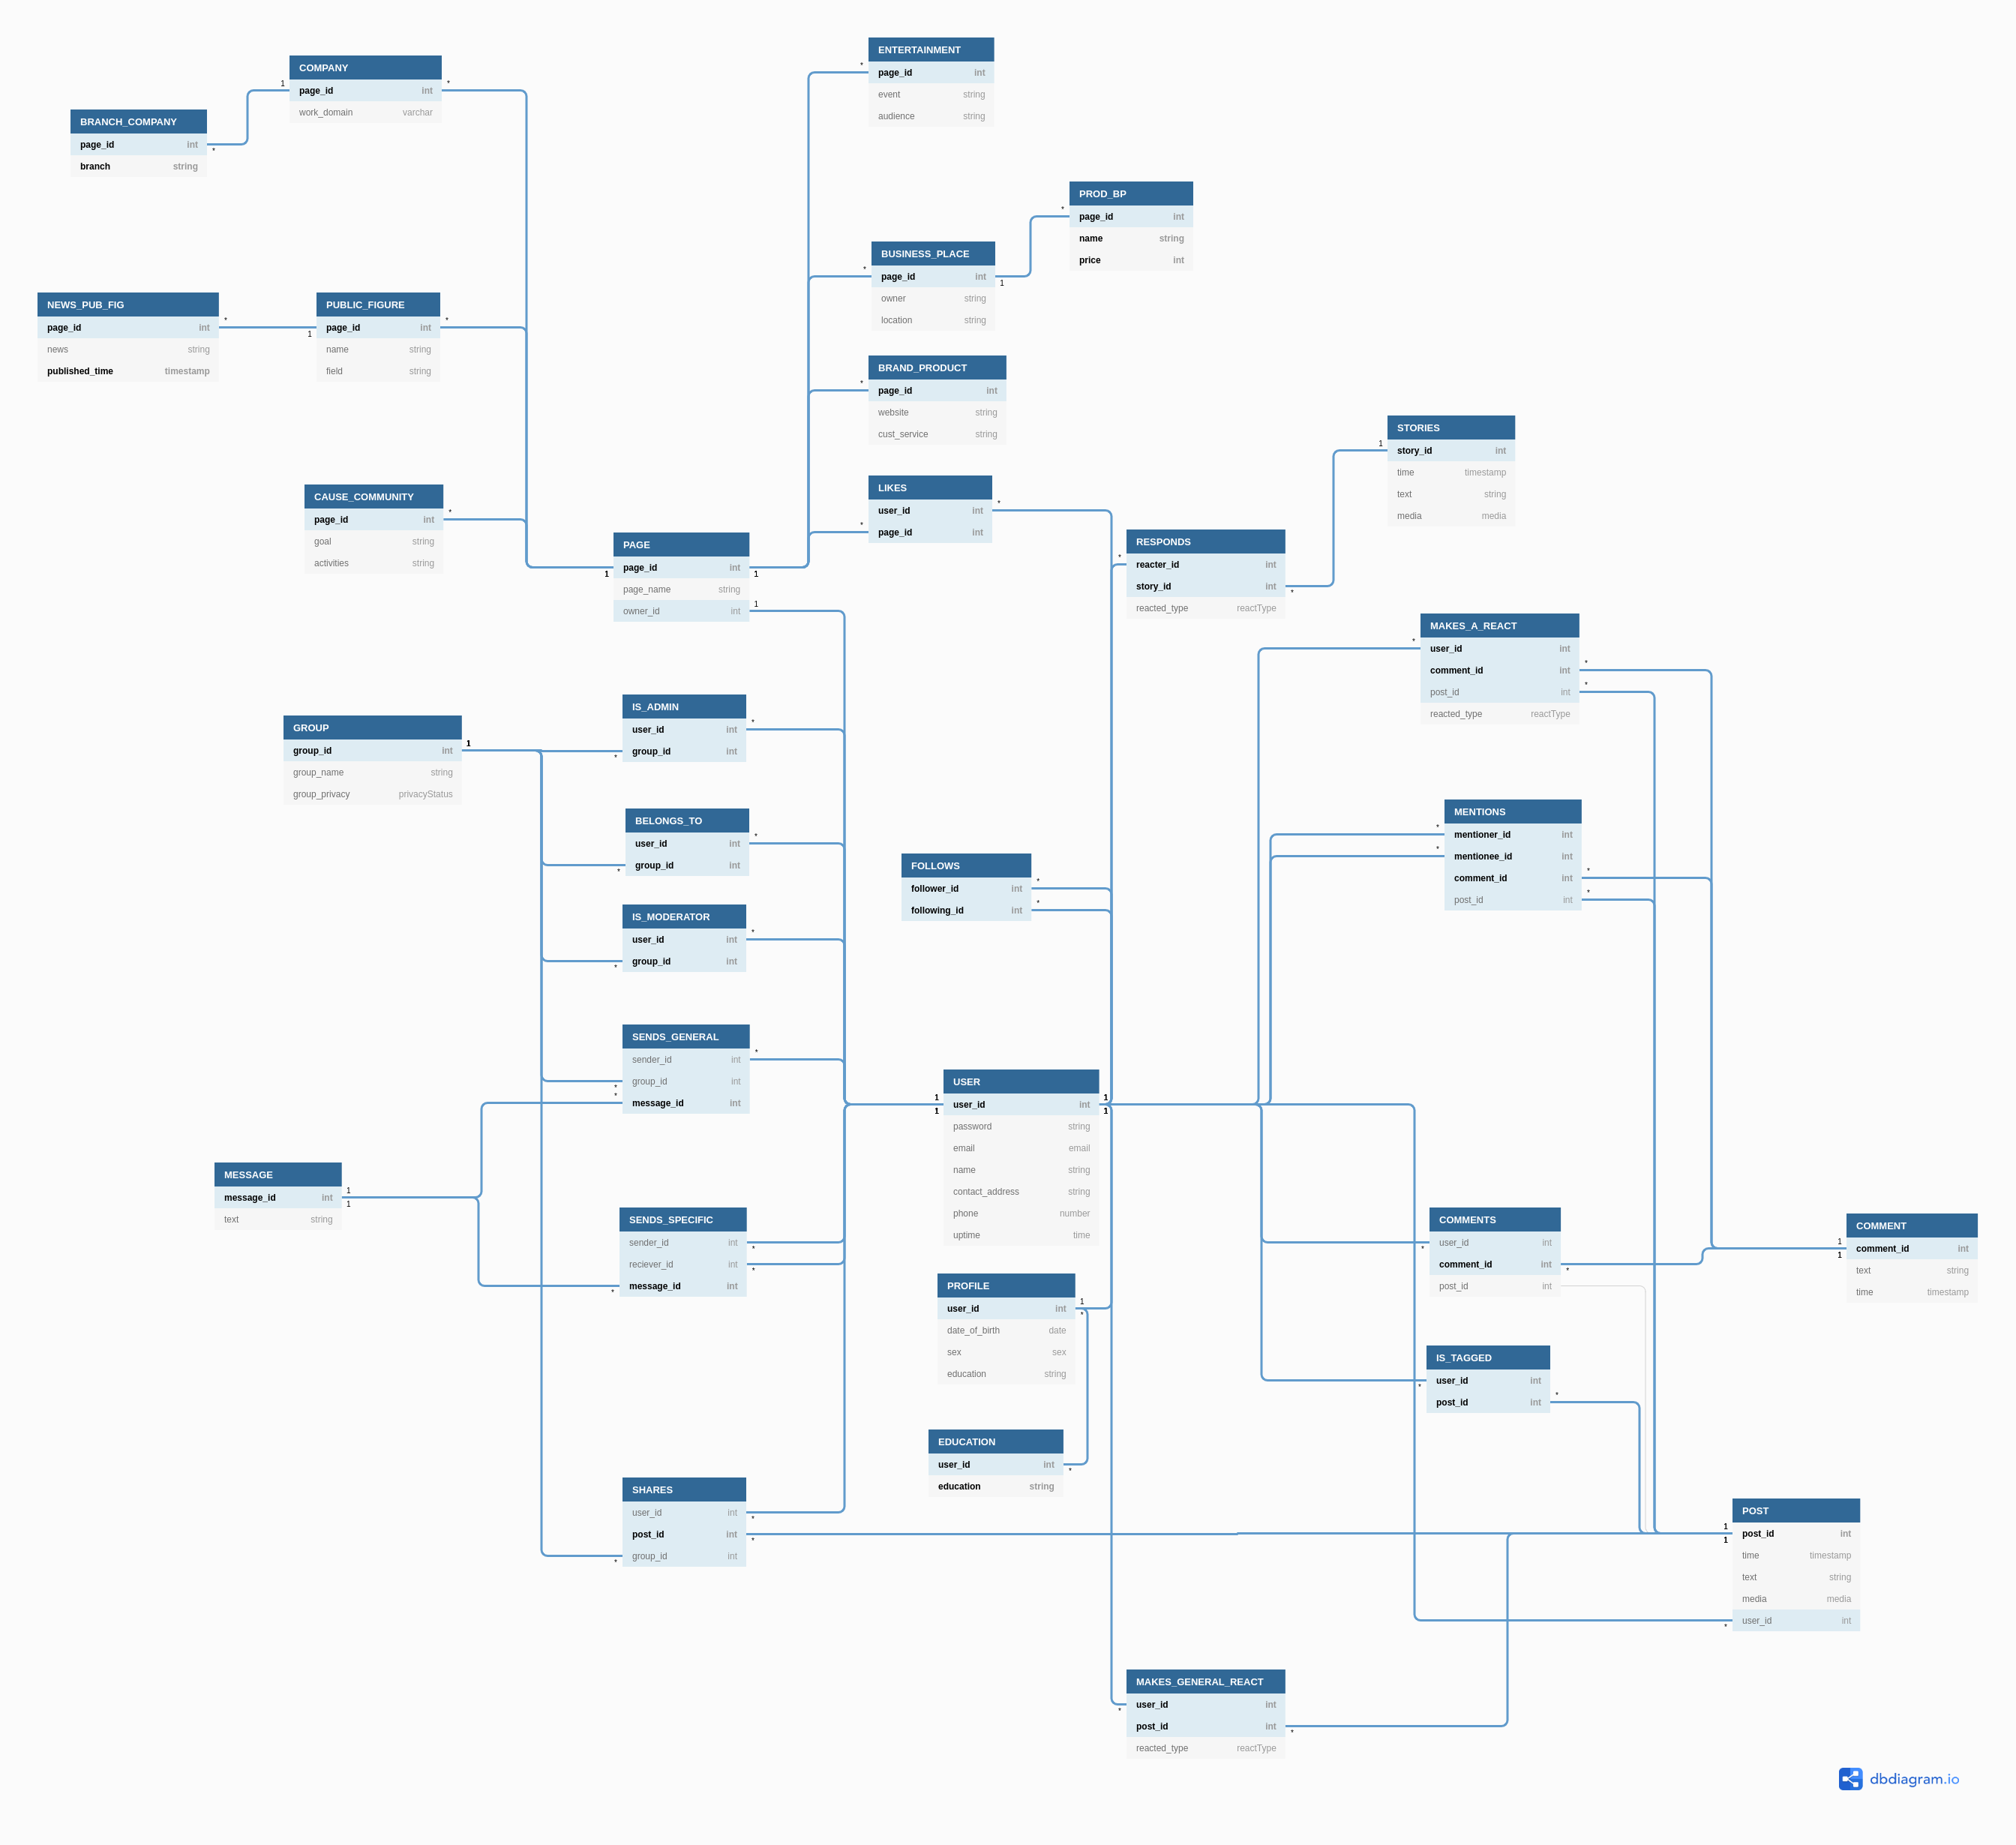 COMPANY
page_id int
work_domain varchar
BRANCH_COMPANY
page_id int
branch string
NEWS_PUB_FIG
page_id int
news string
published_time timestamp
PUBLIC_FIGURE
page_id int
name string
field string
CAUSE_COMMUNITY
page_id int
goal string
activities string
PAGE
page_id int
page_name string
owner_id int
ENTERTAINMENT
page_id int
event string
audience string
PROD_BP
page_id int
name string
price int
BUSINESS_PLACE
page_id int
owner string
location string
BRAND_PRODUCT
page_id int
website string
cust_service string
LIKES
user_id int
page_id int
STORIES
story_id int
time timestamp
text string
media media
RESPONDS
reacter_id int
story_id int
reacted_type reactType
MAKES_A_REACT
user_id int
comment_id int
post_id int
reacted_type reactType
GROUP
group_id int
group_name string
group_privacy privacyStatus
IS_ADMIN
user_id int
group_id int
BELONGS_TO
user_id int
group_id int
IS_MODERATOR
user_id int
group_id int
FOLLOWS
follower_id int
following_id int
MENTIONS
mentioner_id int
mentionee_id int
comment_id int
post_id int
SENDS_GENERAL
sender_id int
group_id int
message_id int
USER
user_id int
password string
email email
name string
contact_address string
phone number
uptime time
MESSAGE
message_id int
text string
SENDS_SPECIFIC
sender_id int
reciever_id int
message_id int
PROFILE
user_id int
date_of_birth date
sex sex
education string
EDUCATION
user_id int
education string
COMMENTS
user_id int
comment_id int
post_id int
COMMENT
comment_id int
text string
time timestamp
IS_TAGGED
user_id int
post_id int
SHARES
user_id int
post_id int
group_id int
POST
post_id int
time timestamp
text string
media media
user_id int
MAKES_GENERAL_REACT
user_id int
post_id int
reacted_type reactType
dbdiagram.io